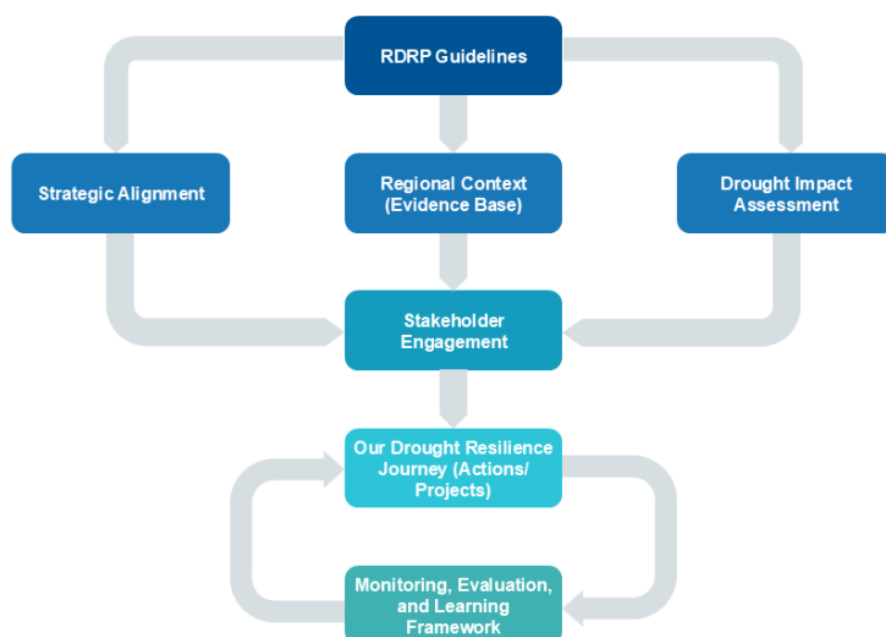 RDRP Guidelines
Strategic Alignment
Regional Context
(Evidence Base)
Drought Impact
Assessment
Stakeholder
Engagement
Our Drought Resilience
Journey (Actions/
Projects)
Monitoring, Evaluation,
and Learning
Framework